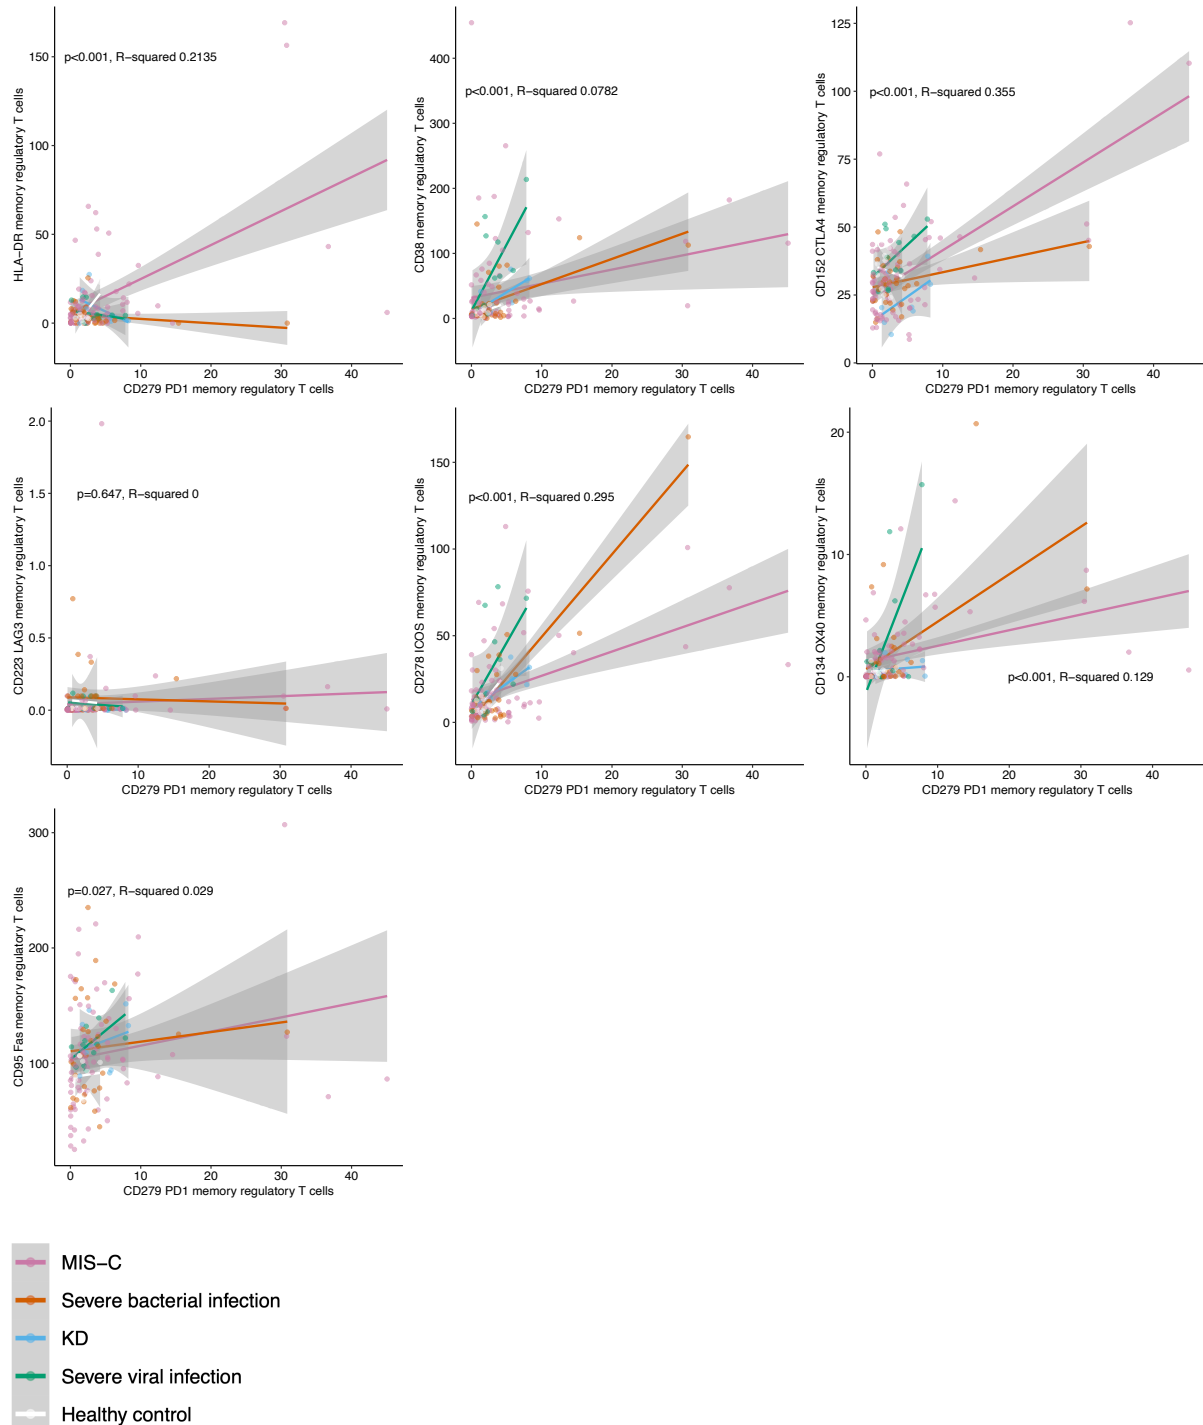 p<0.001, R−squared 0.2135
HLA−DR memory regulatory T cells
150
100
50
0
0 10 20 30 40
CD279 PD1 memory regulatory T cells
p<0.001, R−squared 0.0782
CD38 memory regulatory T cells
400
300
200
100
0
0 10 20 30 40
CD279 PD1 memory regulatory T cells
p<0.001, R−squared 0.355
CD152 CTLA4 memory regulatory T cells
125
100
75
50
25
0
0 10 20 30 40
CD279 PD1 memory regulatory T cells
p=0.647, R−squared 0
CD223 LAG3 memory regulatory T cells
2.0
1.5
1.0
0.5
0.0
0 10 20 30 40
CD279 PD1 memory regulatory T cells
p<0.001, R−squared 0.295
CD278 ICOS memory regulatory T cells
150
100
50
0
0 10 20 30 40
CD279 PD1 memory regulatory T cells
p<0.001, R−squared 0.129
CD134 OX40 memory regulatory T cells
20
10
0
0 10 20 30 40
CD279 PD1 memory regulatory T cells
p=0.027, R−squared 0.029
CD95 Fas memory regulatory T cells
300
200
100
0 10 20 30 40
CD279 PD1 memory regulatory T cells
MIS−C
Severe bacterial infection
KD
Severe viral infection
Healthy control